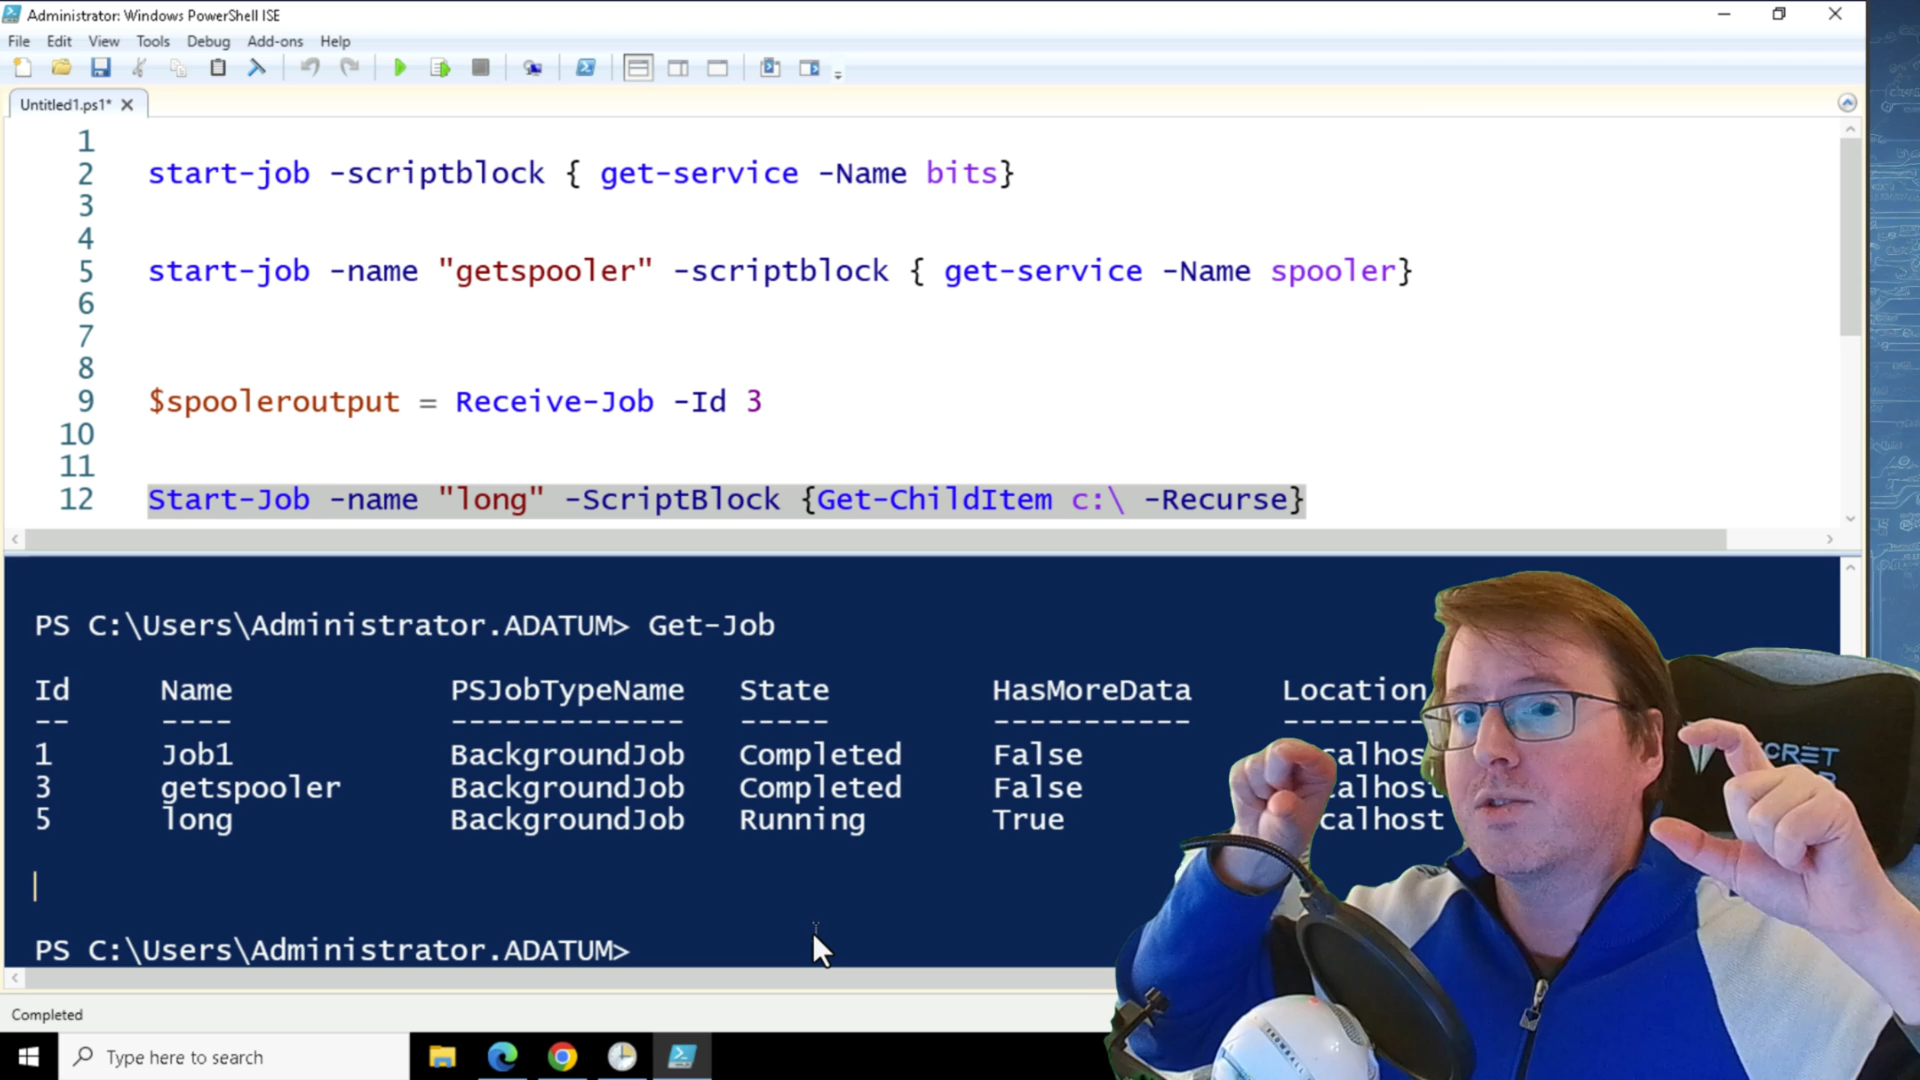 Administrator: Windows PowerShell ISE
File Edit View Tools Debug Add-ons Help
Untitled1.ps1*
1
2 start-job -scriptblock { get-service -Name bits}
3
4
5 start-job -name "getspooler" -scriptblock { get-service -Name spooler}
6
7
8
9 $spooleroutput = Receive-Job -Id 3
10
11
12 Start-Job -name "long" -ScriptBlock {Get-ChildItem c:\ -Recurse}
PS C:\Users\Administrator.ADATUM> Get-Job
Id Name PSJobTypeName State HasMoreData Location
-- ---- ------------- ----- ----------- --------
1 Job1 BackgroundJob Completed False calhos
3 getspooler BackgroundJob Completed False calhost
5 long BackgroundJob Running True calhost
PS C:\Users\Administrator.ADATUM>
Completed
Type here to search
SNOWBALL